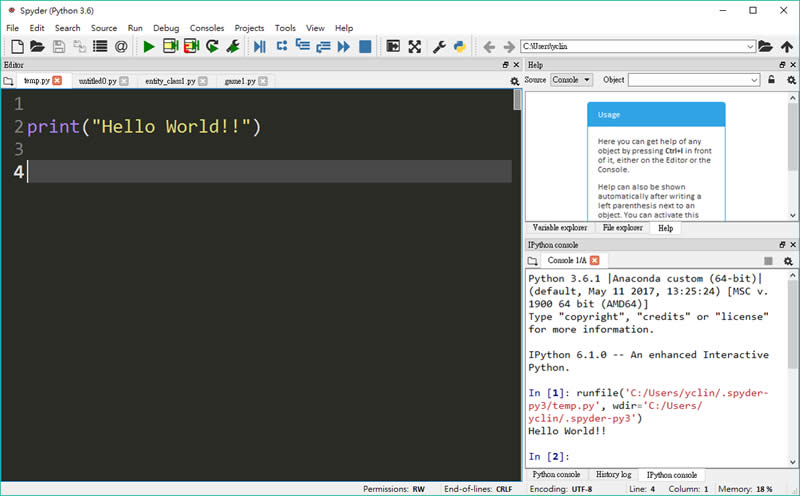 Spyder (Python 3.6)
File Edit Search Source Run Debug Consoles Projects Tools View Help
C:\Users\yclin
Editor
temp.py untitled0.py entity_class1.py game1.py
1
2 print("Hello World!!")
3
4
Help
Source Console Object
Usage
Here you can get help of any
object by pressing Ctrl+I in front
of it, either on the Editor or the
Console.
Help can also be shown
automatically after writing a
left parenthesis next to an
object. You can activate this
Variable explorer File explorer Help
IPython console
Console 1/A
Python 3.6.1 |Anaconda custom (64-bit)|
(default, May 11 2017, 13:25:24) [MSC v.
1900 64 bit (AMD64)]
Type "copyright", "credits" or "license"
for more information.
IPython 6.1.0 -- An enhanced Interactive
Python.
In [1]: runfile('C:/Users/yclin/.spyder-
py3/temp.py', wdir='C:/Users/
yclin/.spyder-py3')
Hello World!!
In [2]:
Python console History log IPython console
Permissions: RW End-of-lines: CRLF Encoding: UTF-8 Line: 4 Column: 1 Memory: 18 %